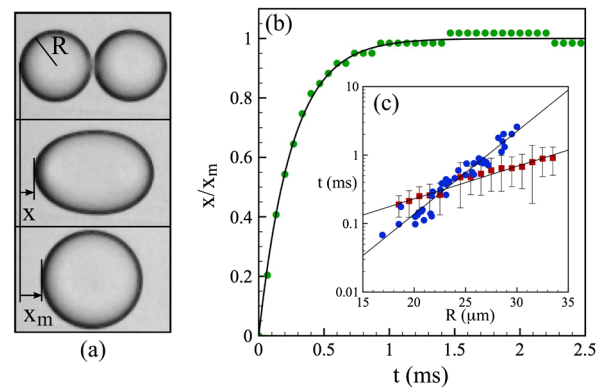 R
x
x_m
(a)
(b)
1
0.8
0.6
0.4
0.2
0
x/x_m
0 0.5 1 1.5 2 2.5
t (ms)
(c)
10
1
0.1
0.01
t (ms)
15 20 25 30 35
R (μm)